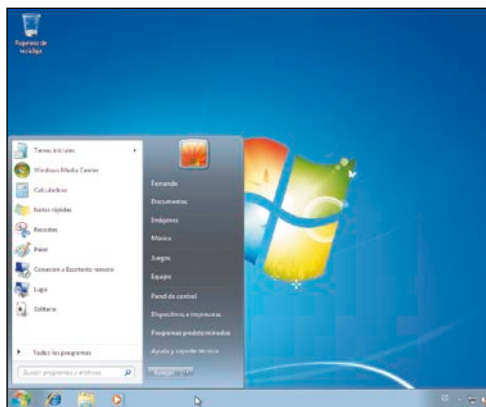 Papelera de
reciclaje
Tareas iniciales
Windows Media Center
Calculadora
Notas rápidas
Recortes
Paint
Conexión a Escritorio remoto
Lupa
Solitario
Todos los programas
Buscar programas y archivos
Fernando
Documentos
Imágenes
Música
Juegos
Equipo
Panel de control
Dispositivos e impresoras
Programas predeterminados
Ayuda y soporte técnico
Apagar
ES